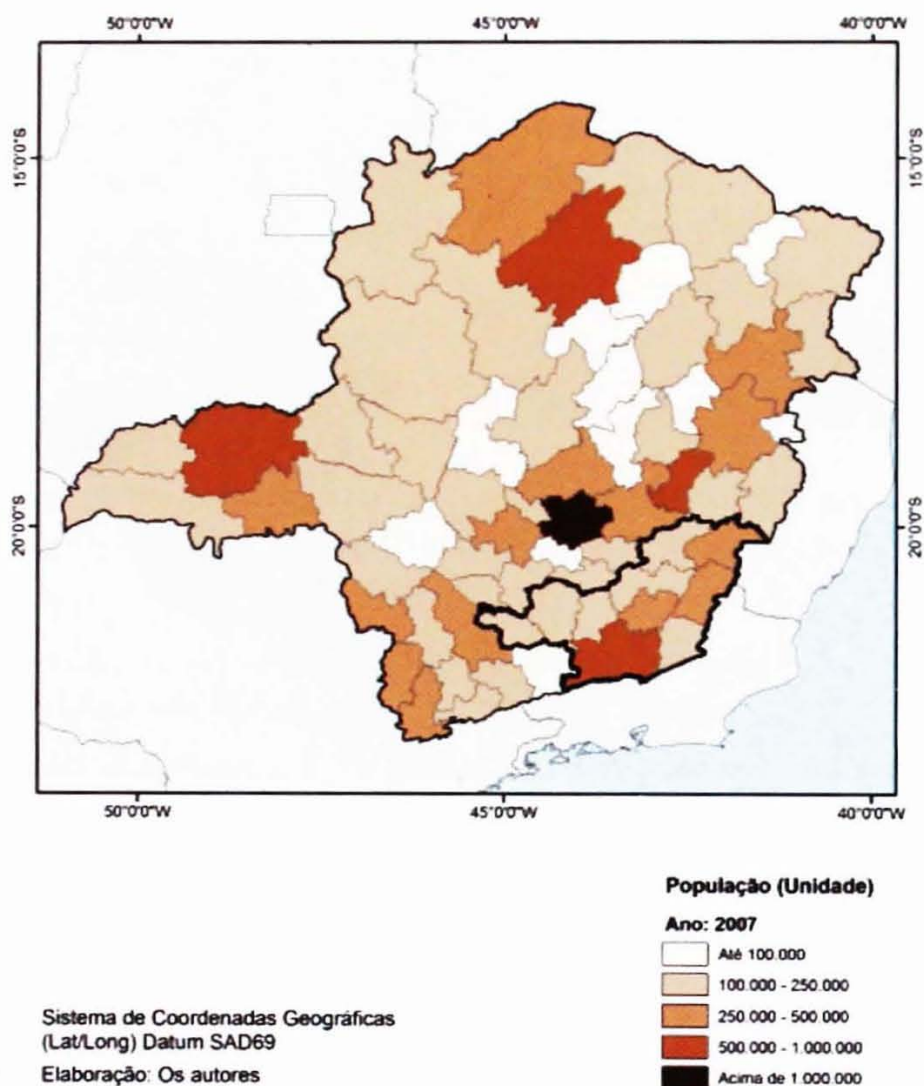 50°0'0"W 45°0'0"W 40°0'0"W
15°0'0"S 15°0'0"S
20°0'0"S 20°0'0"S
50°0'0"W 45°0'0"W 40°0'0"W
População (Unidade)
Ano: 2007
Até 100.000
100.000 - 250.000
250.000 - 500.000
500.000 - 1.000.000
Acima de 1.000.000
Sistema de Coordenadas Geográficas
(Lat/Long) Datum SAD69
Elaboração: Os autores